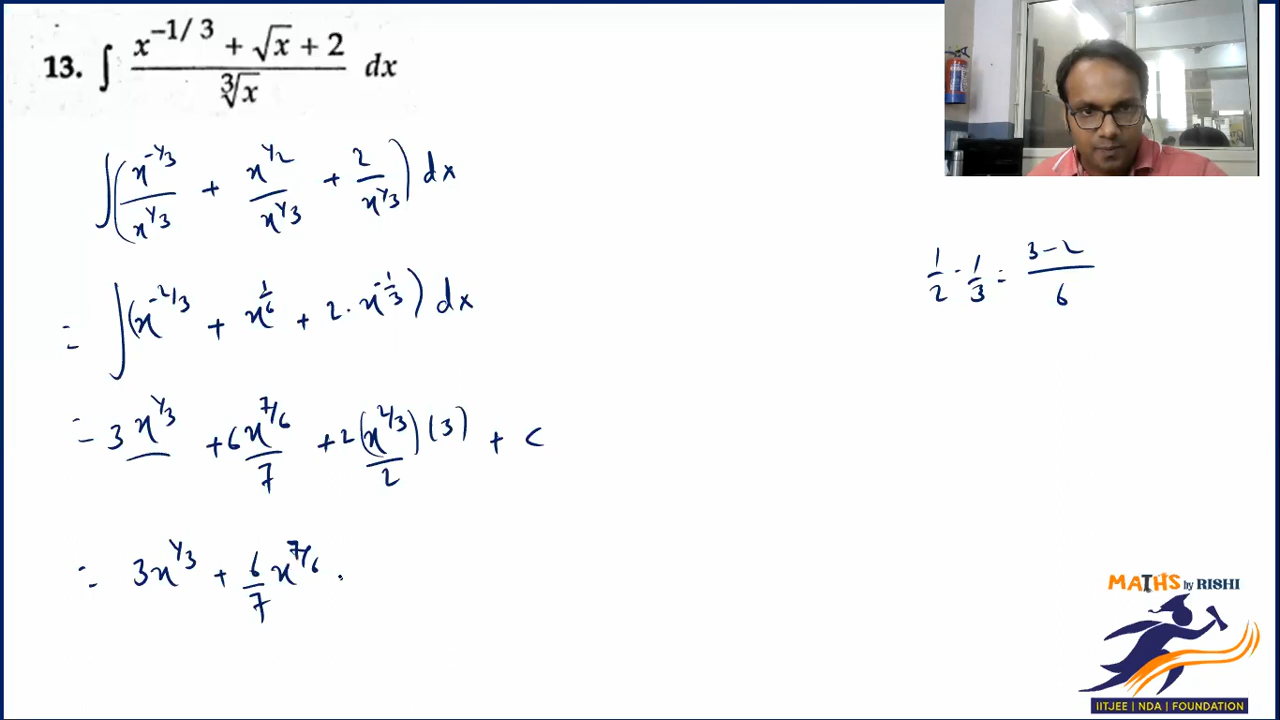 13. ∫ (x^{-1/3} + √x + 2)/∛x dx
∫(x^{-1/3}/x^{1/3} + x^{1/2}/x^{1/3} + 2/x^{1/3}) dx
1/2 - 1/3 = (3-2)/6
= ∫(x^{-2/3} + x^{1/6} + 2 · x^{-1/3}) dx
= 3x^{1/3} + 6x^{7/6}/7 + 2(x^{2/3}/2)(3) + c
= 3x^{1/3} + 6/7 x^{7/6}
MATHS by RISHI
IITJEE | NDA | FOUNDATION